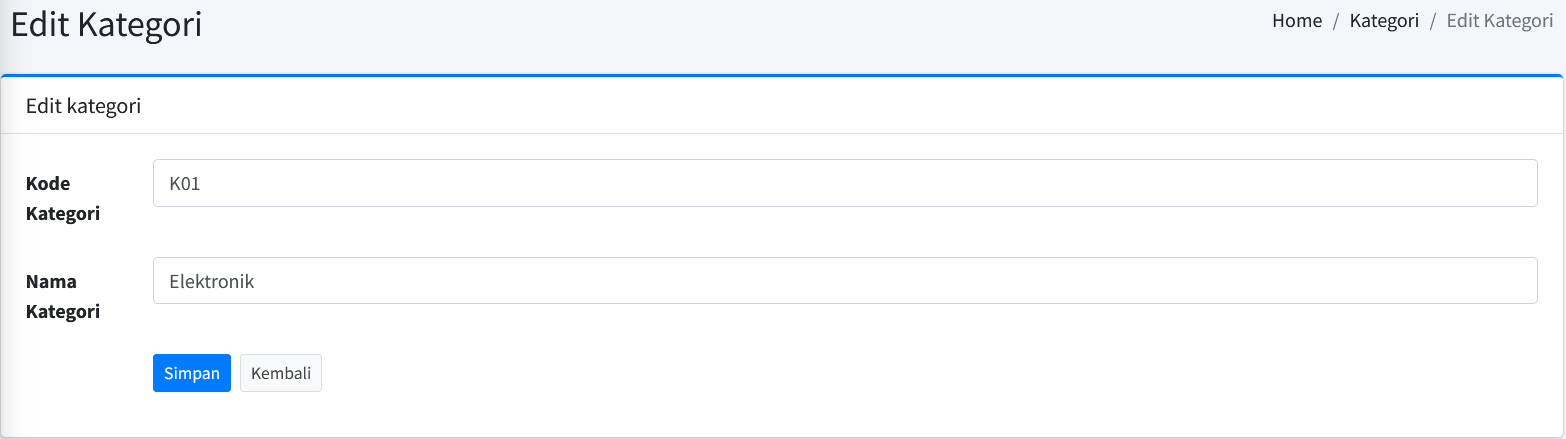 Edit Kategori
Home / Kategori / Edit Kategori
Edit kategori
Kode
Kategori
K01
Nama
Kategori
Elektronik
Simpan
Kembali